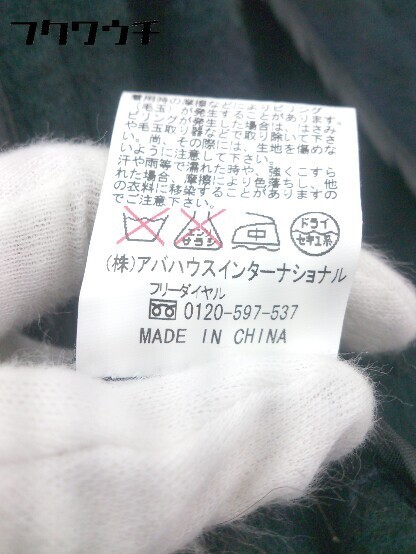 フクワウチ
着用時の摩擦などによりピリング
(毛玉)が発生することがあります。
ピリングが発生した場合は、はさみ
や毛玉取り器などで取り除いて下さ
い。尚、その際には、生地を傷めな
いように注意して下さい。
汗や雨等で濡れた時や、強くこすら
れた場合、摩擦により色落ちし、他
の衣料に移染することがありますの
でご注意下さい。
エンソ サラシ 中 ドライ セキユ系
(株)アバハウスインターナショナル
フリーダイヤル
0120-597-537
MADE IN CHINA